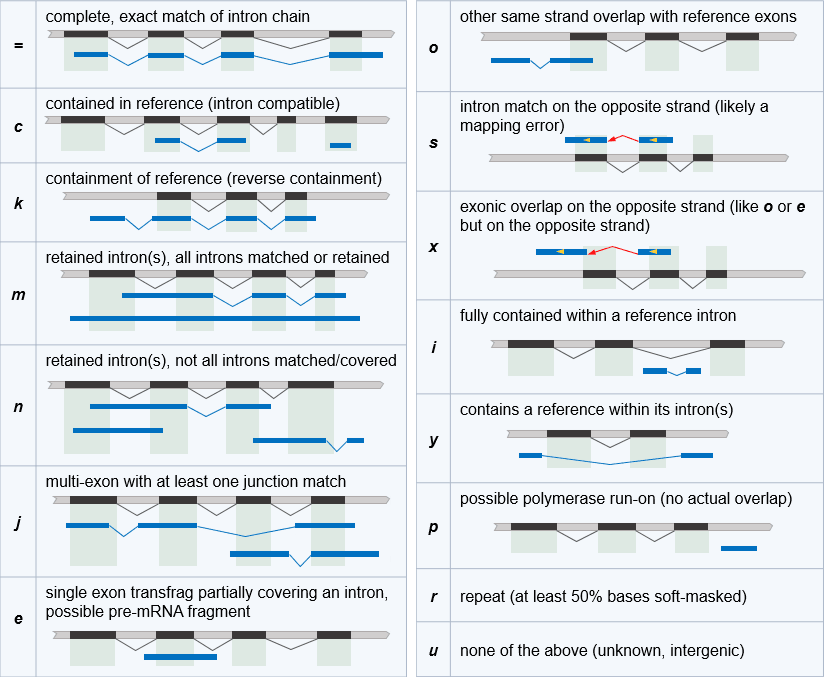 =
complete, exact match of intron chain
c
contained in reference (intron compatible)
k
containment of reference (reverse containment)
m
retained intron(s), all introns matched or retained
n
retained intron(s), not all introns matched/covered
j
multi-exon with at least one junction match
e
single exon transfrag partially covering an intron,
possible pre-mRNA fragment
o
other same strand overlap with reference exons
s
intron match on the opposite strand (likely a
mapping error)
x
exonic overlap on the opposite strand (like o or e
but on the opposite strand)
i
fully contained within a reference intron
y
contains a reference within its intron(s)
p
possible polymerase run-on (no actual overlap)
r
repeat (at least 50% bases soft-masked)
u
none of the above (unknown, intergenic)